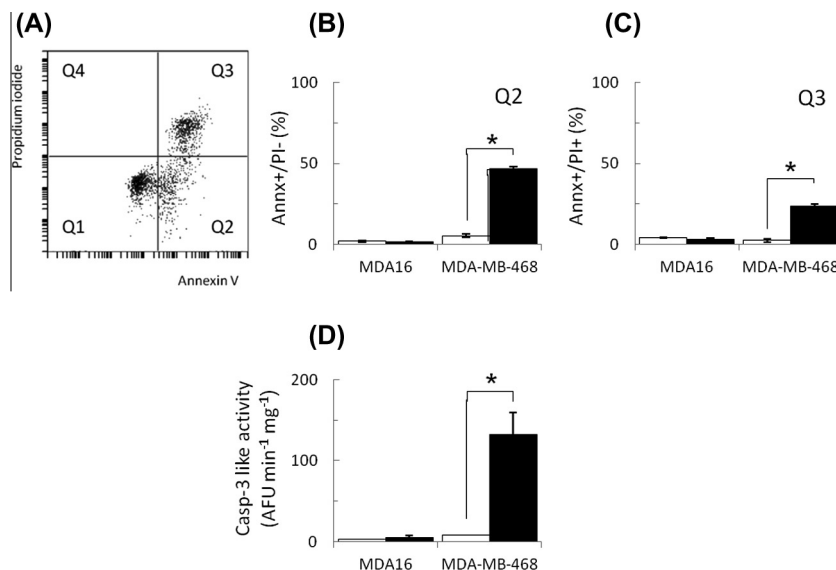 (A)
Propidium iodide
Q4
Q3
Q1
Q2
Annexin V
(B)
Annx+/PI- (%)
100
50
0
Q2
*
MDA16
MDA-MB-468
(C)
Annx+/PI+ (%)
100
50
0
Q3
*
MDA16
MDA-MB-468
(D)
Casp-3 like activity
(AFU min⁻¹ mg⁻¹)
200
100
0
*
MDA16
MDA-MB-468